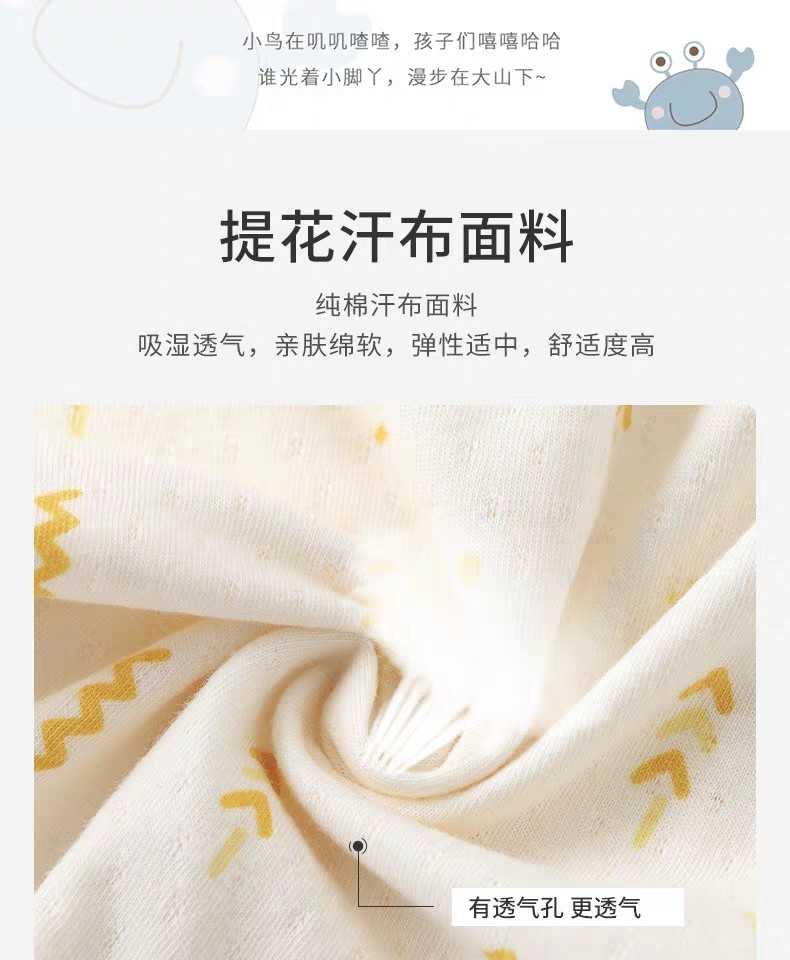 小鸟在叽叽喳喳，孩子们嘻嘻哈哈
谁光着小脚丫，漫步在大山下~
提花汗布面料
纯棉汗布面料
吸湿透气，亲肤绵软，弹性适中，舒适度高
有透气孔 更透气